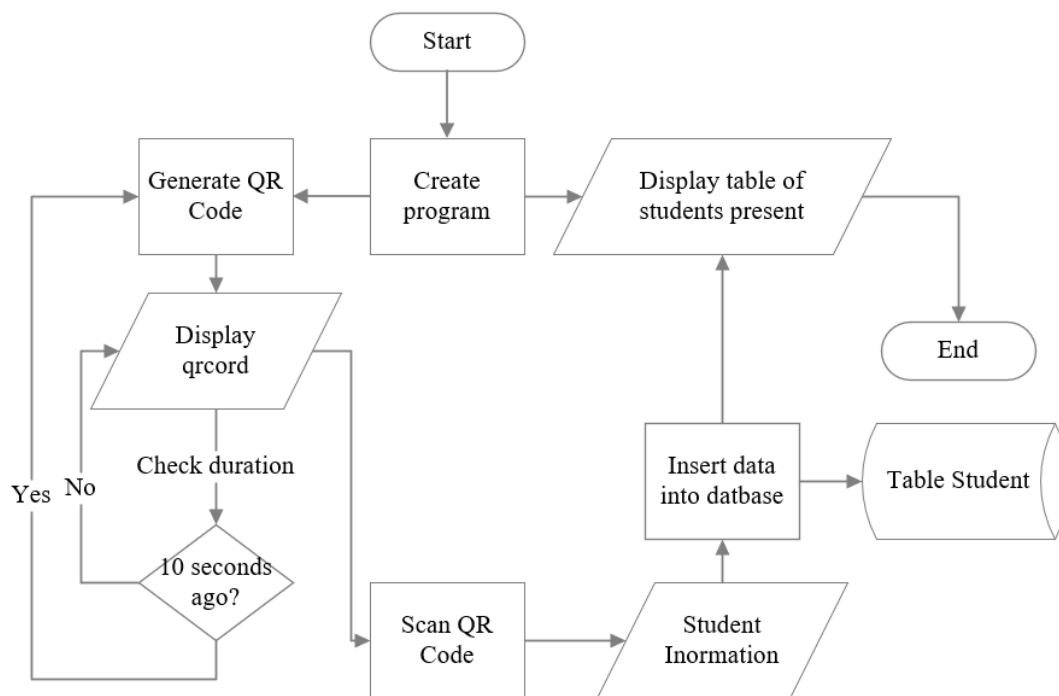 Start
Generate QR
Code
Create
program
Display table of
students present
Display
qrcord
End
Check duration
Yes
No
10 seconds
ago?
Insert data
into datbase
Table Student
Scan QR
Code
Student
Inormation